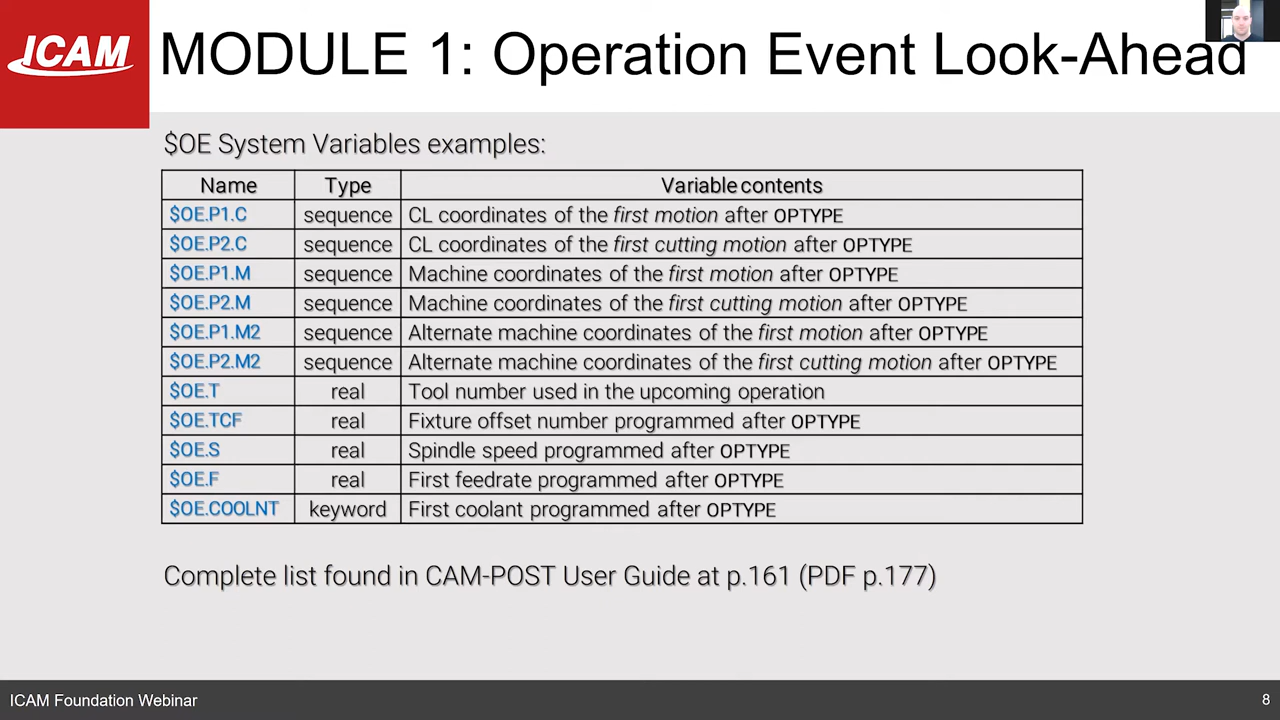 ICAM
MODULE 1: Operation Event Look-Ahead
$OE System Variables examples:
Name Type Variable contents
$OE.P1.C sequence CL coordinates of the first motion after OPTYPE
$OE.P2.C sequence CL coordinates of the first cutting motion after OPTYPE
$OE.P1.M sequence Machine coordinates of the first motion after OPTYPE
$OE.P2.M sequence Machine coordinates of the first cutting motion after OPTYPE
$OE.P1.M2 sequence Alternate machine coordinates of the first motion after OPTYPE
$OE.P2.M2 sequence Alternate machine coordinates of the first cutting motion after OPTYPE
$OE.T real Tool number used in the upcoming operation
$OE.TCF real Fixture offset number programmed after OPTYPE
$OE.S real Spindle speed programmed after OPTYPE
$OE.F real First feedrate programmed after OPTYPE
$OE.COOLNT keyword First coolant programmed after OPTYPE
Complete list found in CAM-POST User Guide at p.161 (PDF p.177)
ICAM Foundation Webinar 8